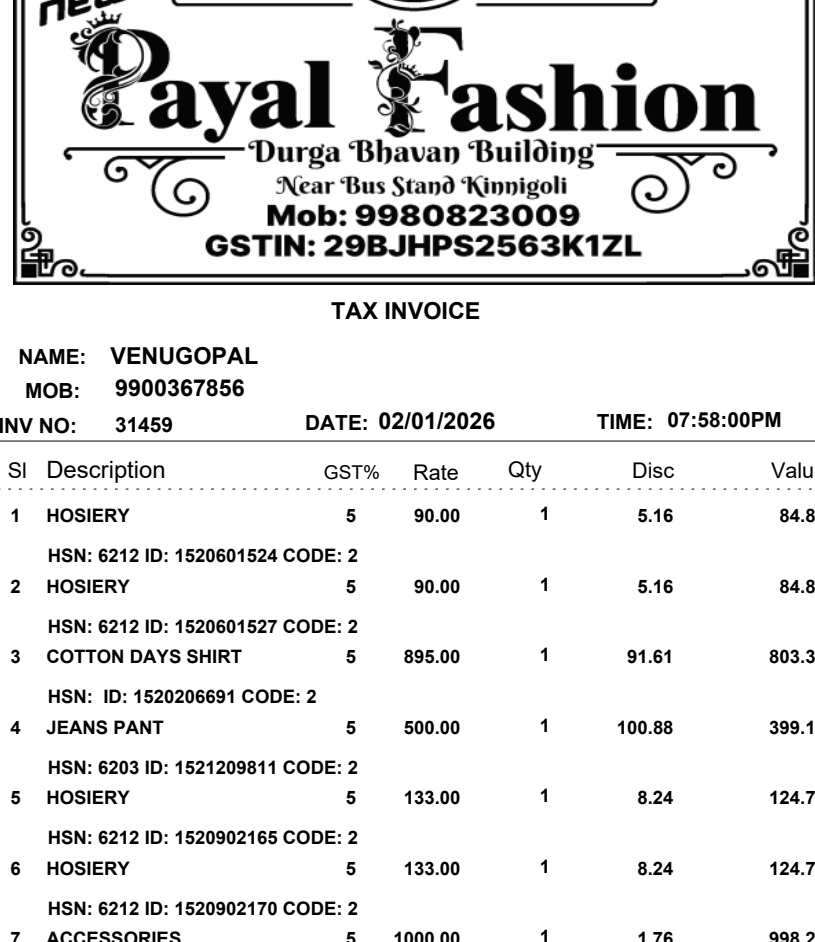 new
Payal Fashion
Durga Bhavan Building
Near Bus Stand Kinnigoli
Mob: 9980823009
GSTIN: 29BJHPS2563K1ZL
TAX INVOICE
NAME: VENUGOPAL
MOB: 9900367856
INV NO: 31459 DATE: 02/01/2026 TIME: 07:58:00PM
Sl Description GST% Rate Qty Disc Valu
1 HOSIERY 5 90.00 1 5.16 84.8
HSN: 6212 ID: 1520601524 CODE: 2
2 HOSIERY 5 90.00 1 5.16 84.8
HSN: 6212 ID: 1520601527 CODE: 2
3 COTTON DAYS SHIRT 5 895.00 1 91.61 803.3
HSN: ID: 1520206691 CODE: 2
4 JEANS PANT 5 500.00 1 100.88 399.1
HSN: 6203 ID: 1521209811 CODE: 2
5 HOSIERY 5 133.00 1 8.24 124.7
HSN: 6212 ID: 1520902165 CODE: 2
6 HOSIERY 5 133.00 1 8.24 124.7
HSN: 6212 ID: 1520902170 CODE: 2
7 ACCESSORIES 5 1000.00 1 1.76 998.2